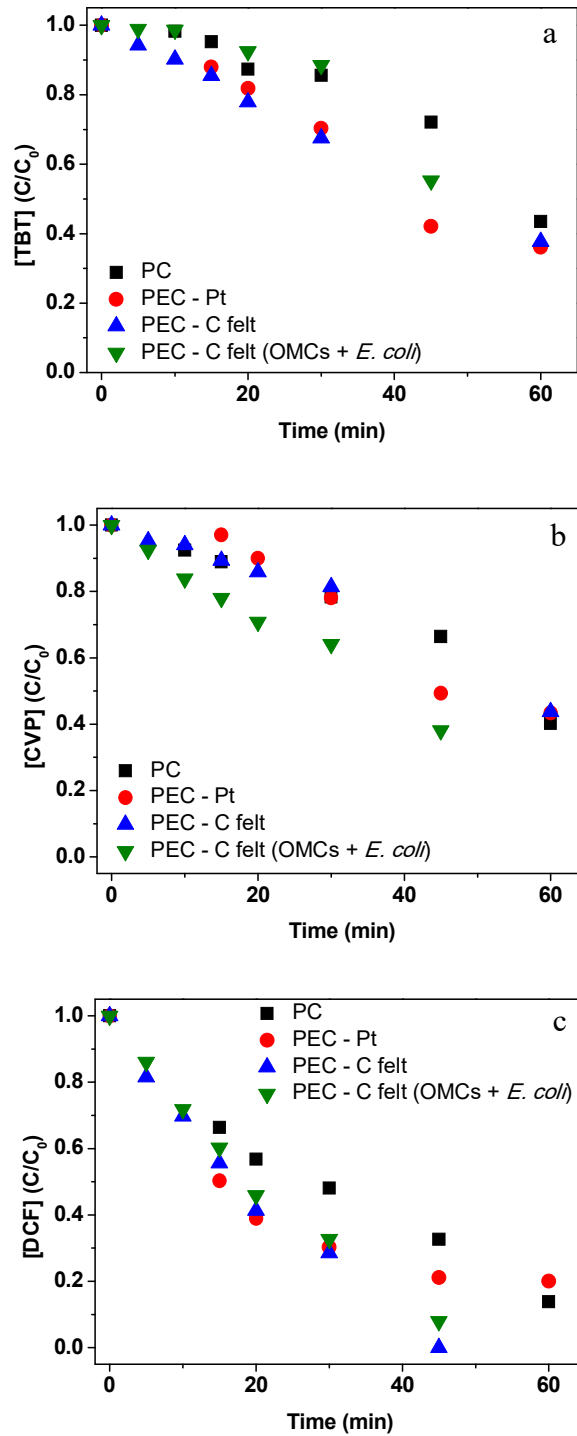 a
1.0
0.8
0.6
0.4
0.2
0.0
[TBT] (C/C₀)
PC
PEC - Pt
PEC - C felt
PEC - C felt (OMCs + E. coli)
0 20 40 60
Time (min)
b
1.0
0.8
0.6
0.4
0.2
0.0
[CVP] (C/C₀)
PC
PEC - Pt
PEC - C felt
PEC - C felt (OMCs + E. coli)
0 20 40 60
Time (min)
c
1.0
0.8
0.6
0.4
0.2
0.0
[DCF] (C/C₀)
PC
PEC - Pt
PEC - C felt
PEC - C felt (OMCs + E. coli)
0 20 40 60
Time (min)